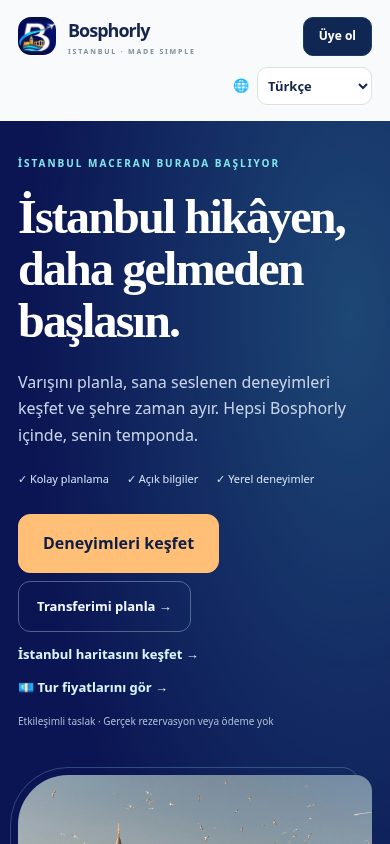 Bosphorly
ISTANBUL · MADE SIMPLE
Üye ol
🌐 Türkçe
İSTANBUL MACERAN BURADA BAŞLIYOR
İstanbul hikâyen,
daha gelmeden
başlasın.
Varışını planla, sana seslenen deneyimleri
keşfet ve şehre zaman ayır. Hepsi Bosphorly
içinde, senin temponda.
✓ Kolay planlama ✓ Açık bilgiler ✓ Yerel deneyimler
Deneyimleri keşfet
Transferimi planla →
İstanbul haritasını keşfet →
💶 Tur fiyatlarını gör →
Etkileşimli taslak · Gerçek rezervasyon veya ödeme yok